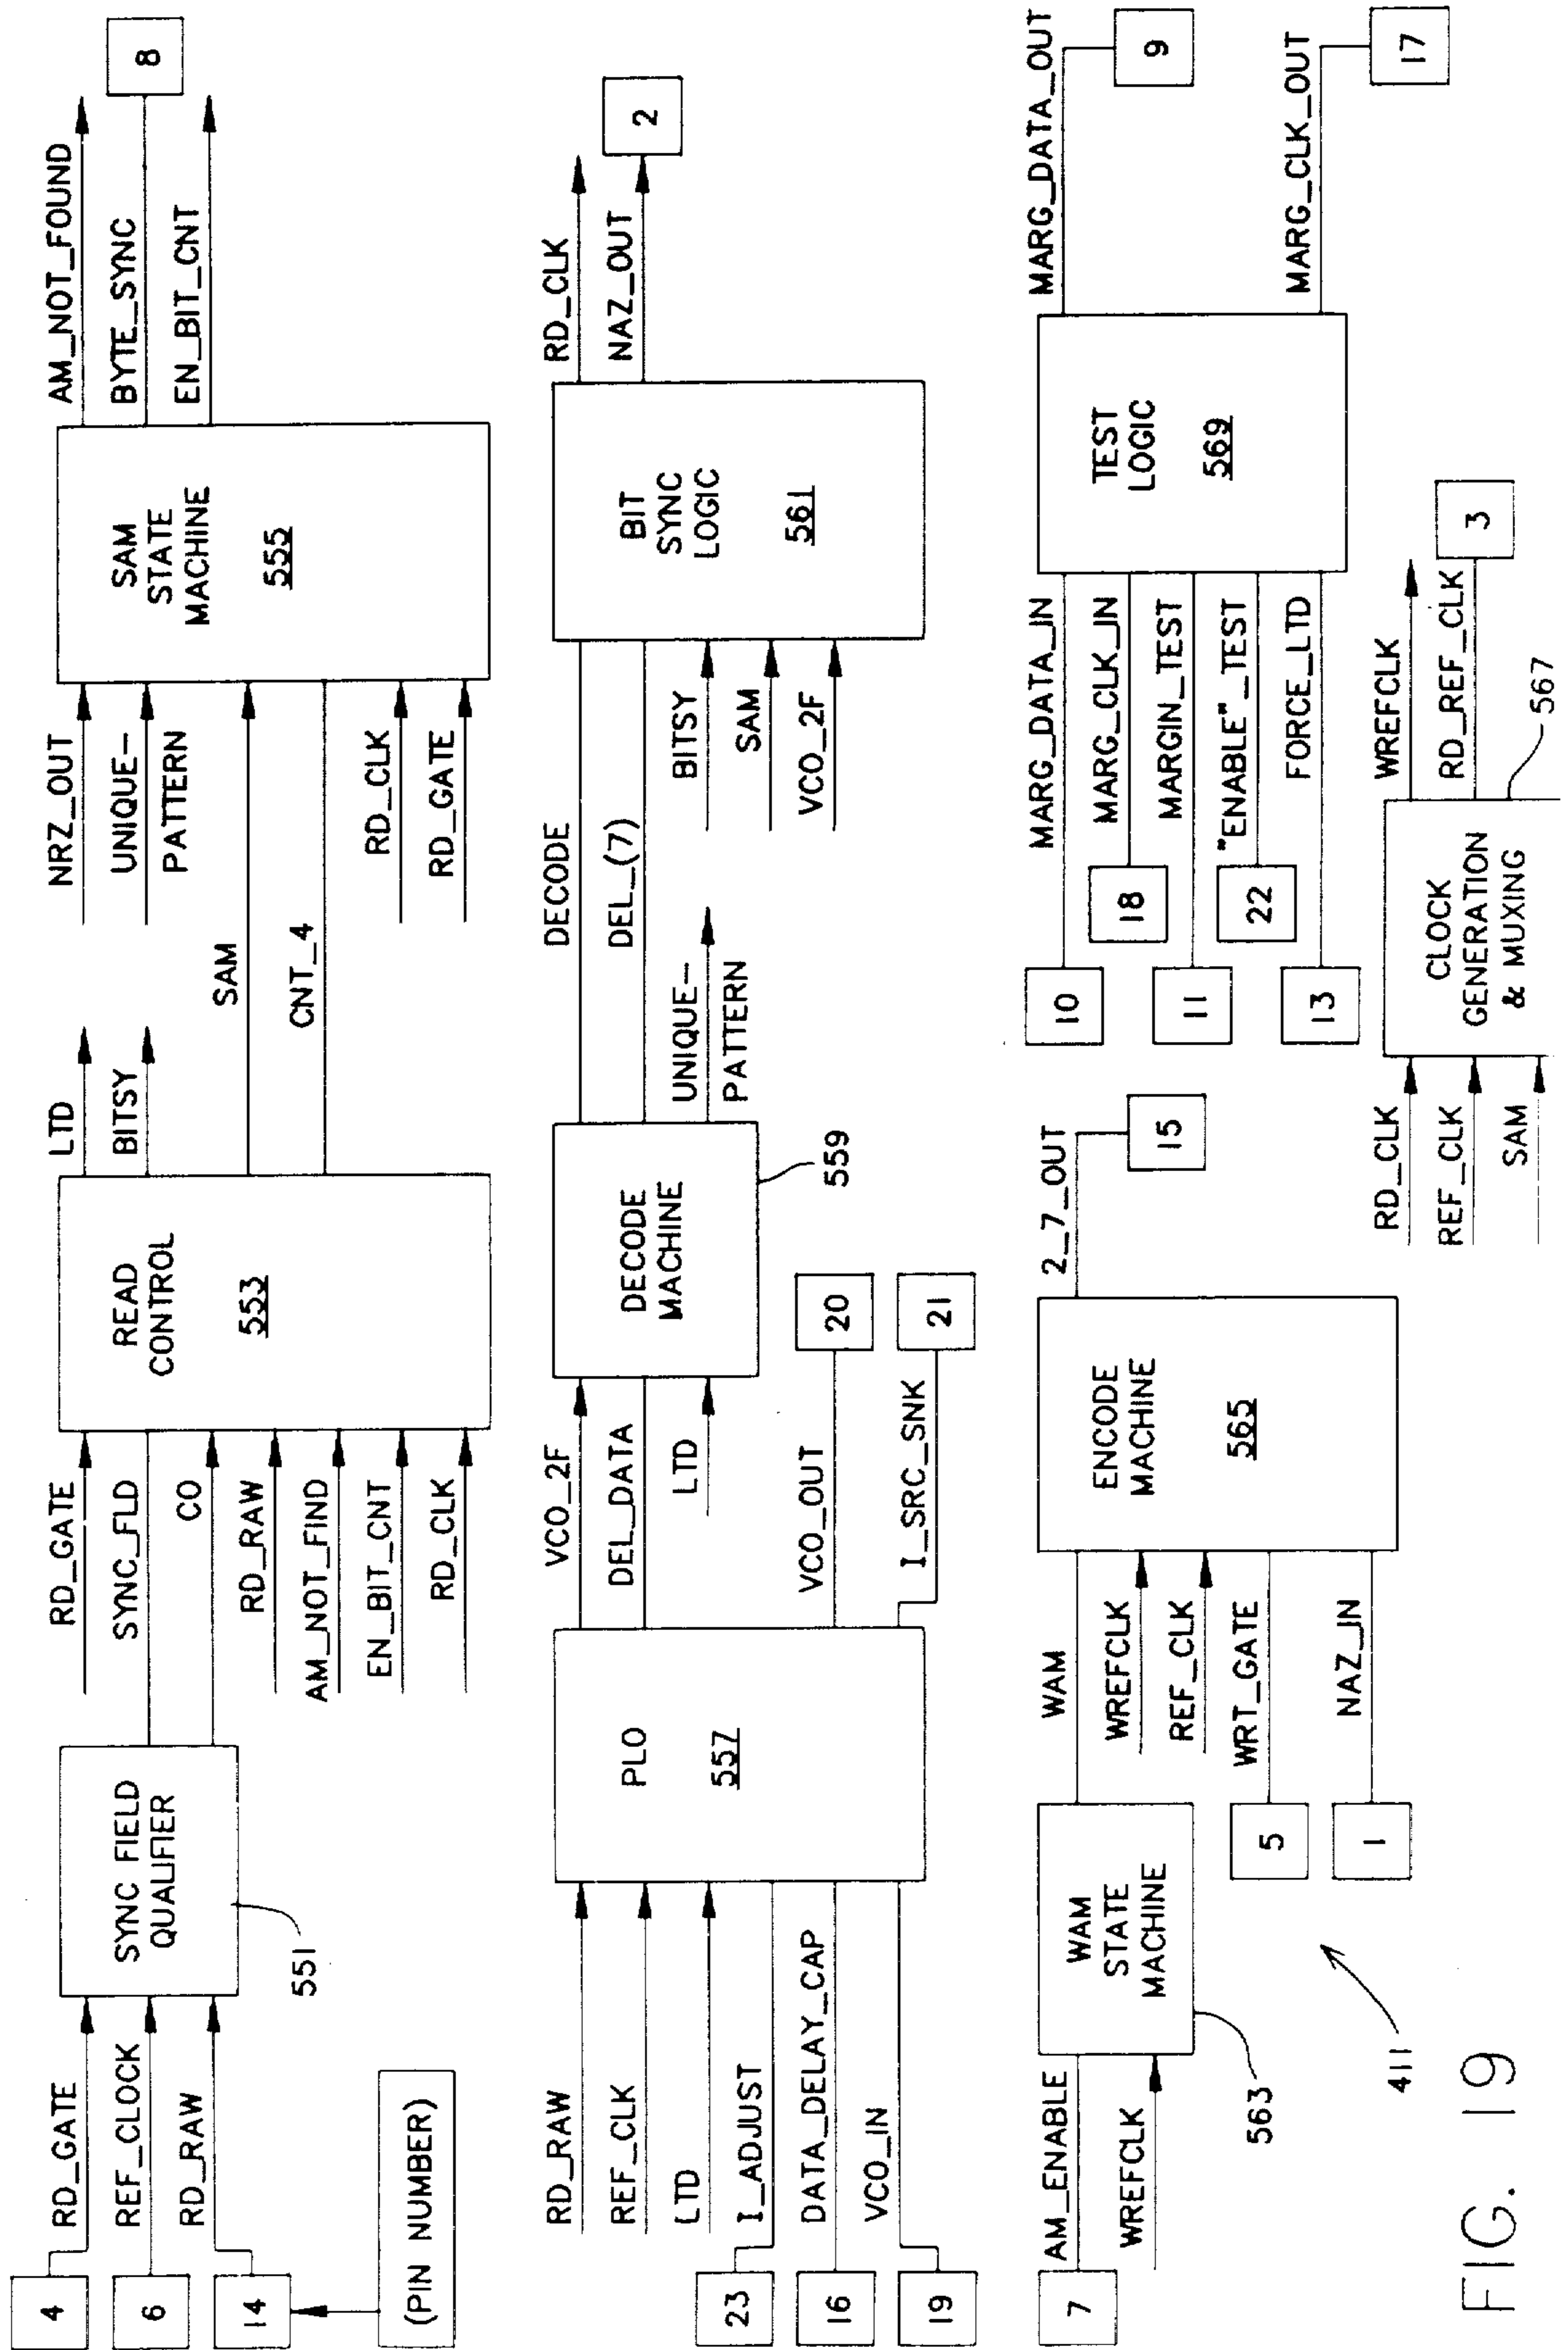 4
RD_GATE
6
REF_CLOCK
14
RD_RAW
(PIN NUMBER)
SYNC FIELD
QUALIFIER
551
RD_GATE
SYNC_FLD
CO
RD_RAW
AM_NOT_FIND
EN_BIT_CNT
RD_CLK
READ
CONTROL
553
LTD
BITSY
SAM
CNT_4
NRZ_OUT
UNIQUE-
PATTERN
RD_CLK
RD_GATE
SAM
STATE
MACHINE
555
AM_NOT_FOUND
BYTE_SYNC
8
EN_BIT_CNT
RD_RAW
REF_CLK
LTD
23
I_ADJUST
16
DATA_DELAY_CAP
19
VCO_IN
PLO
557
VCO_2F
DEL_DATA
LTD
VCO_OUT
20
I_SRC_SNK
21
DECODE
MACHINE
559
DECODE
DEL_(7)
UNIQUE-
PATTERN
BITSY
SAM
VCO_2F
BIT
SYNC
LOGIC
561
RD_CLK
NAZ_OUT
2
7
AM_ENABLE
WREFCLK
WAM
STATE
MACHINE
563
WAM
WREFCLK
REF_CLK
5
WRT_GATE
1
NAZ_IN
ENCODE
MACHINE
565
2_7_OUT
15
10
MARG_DATA_IN
18
MARG_CLK_IN
11
MARGIN_TEST
22
"ENABLE"_TEST
13
FORCE_LTD
TEST
LOGIC
569
MARG_DATA_OUT
9
MARG_CLK_OUT
17
RD_CLK
REF_CLK
SAM
CLOCK
GENERATION
& MUXING
567
WREFCLK
RD_REF_CLK
3
411
FIG. 19